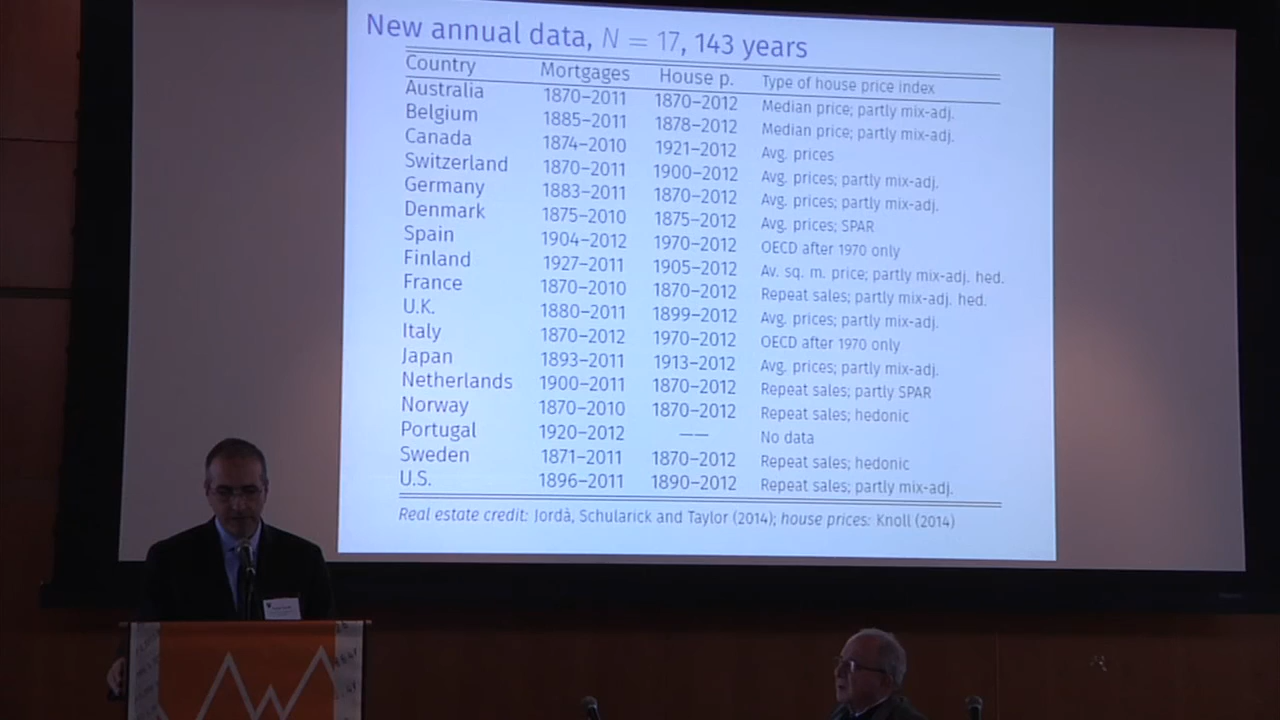 New annual data, N = 17, 143 years
Country Mortgages House p. Type of house price index
Australia 1870–2011 1870–2012 Median price; partly mix-adj.
Belgium 1885–2011 1878–2012 Median price; partly mix-adj.
Canada 1874–2010 1921–2012 Avg. prices
Switzerland 1870–2011 1900–2012 Avg. prices; partly mix-adj.
Germany 1883–2011 1870–2012 Avg. prices; partly mix-adj.
Denmark 1875–2010 1875–2012 Avg. prices; SPAR
Spain 1904–2012 1970–2012 OECD after 1970 only
Finland 1927–2011 1905–2012 Av. sq. m. price; partly mix-adj. hed.
France 1870–2010 1870–2012 Repeat sales; partly mix-adj. hed.
U.K. 1880–2011 1899–2012 Avg. prices; partly mix-adj.
Italy 1870–2012 1970–2012 OECD after 1970 only
Japan 1893–2011 1913–2012 Avg. prices; partly mix-adj.
Netherlands 1900–2011 1870–2012 Repeat sales; partly SPAR
Norway 1870–2010 1870–2012 Repeat sales; hedonic
Portugal 1920–2012 —— No data
Sweden 1871–2011 1870–2012 Repeat sales; hedonic
U.S. 1896–2011 1890–2012 Repeat sales; partly mix-adj.
Real estate credit: Jordà, Schularick and Taylor (2014); house prices: Knoll (2014)